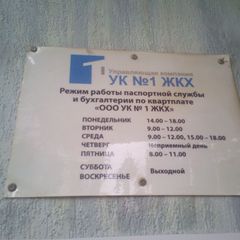 Управляющая компания
УК №1 ЖКХ
Режим работы паспортной службы
и бухгалтерии по квартплате
«ООО УК № 1 ЖКХ»
ПОНЕДЕЛЬНИК 14.00 – 18.00
ВТОРНИК 9.00 – 12.00
СРЕДА 9.00 – 12.00, 15.00 – 18.00
ЧЕТВЕРГ Неприемный день
ПЯТНИЦА 8.00 – 11.00
СУББОТА
ВОСКРЕСЕНЬЕ Выходной